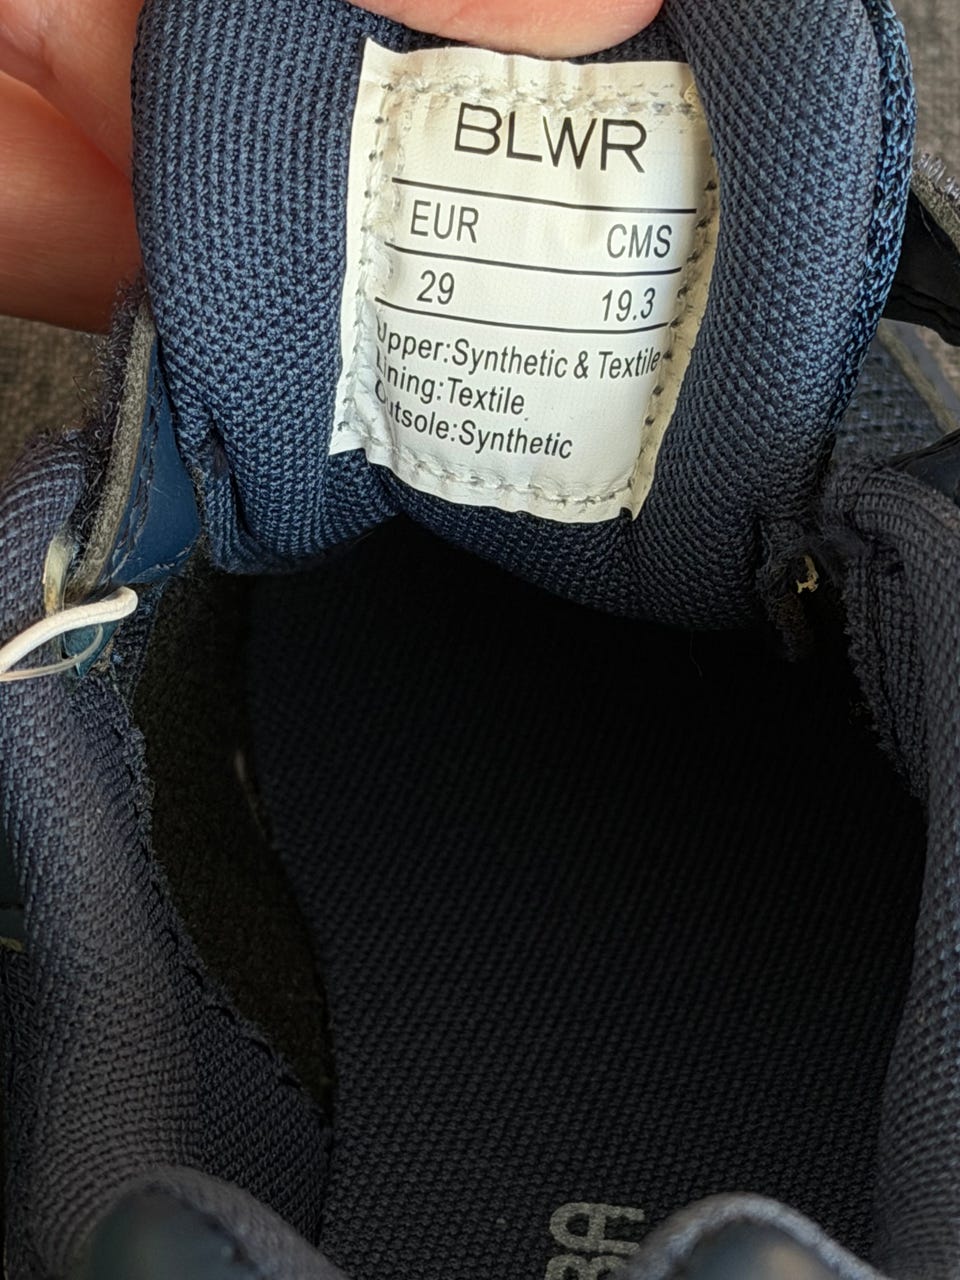 BLWR
EUR CMS
29 19.3
Upper:Synthetic & Textile
Lining:Textile
Outsole:Synthetic